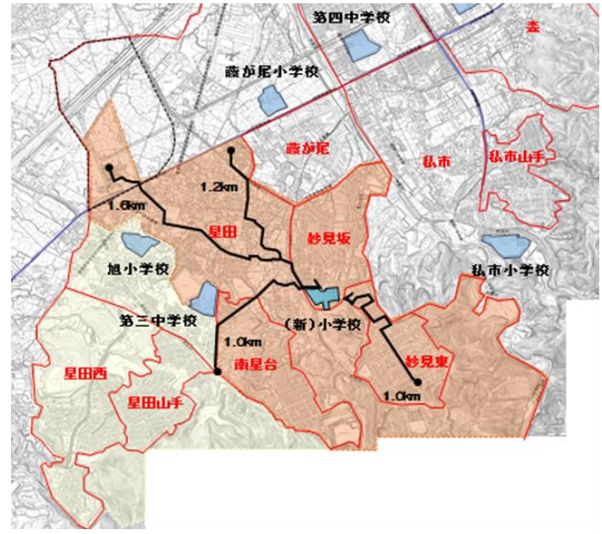 第四中学校
蔭が尾小学校
蔭が尾
私市
私市山手
1.2km
1.6km
星田
妙見坂
旭小学校
私市小学校
第三中学校
(新)小学校
1.0km
南星台
妙見東
星田西
星田山手
1.0km